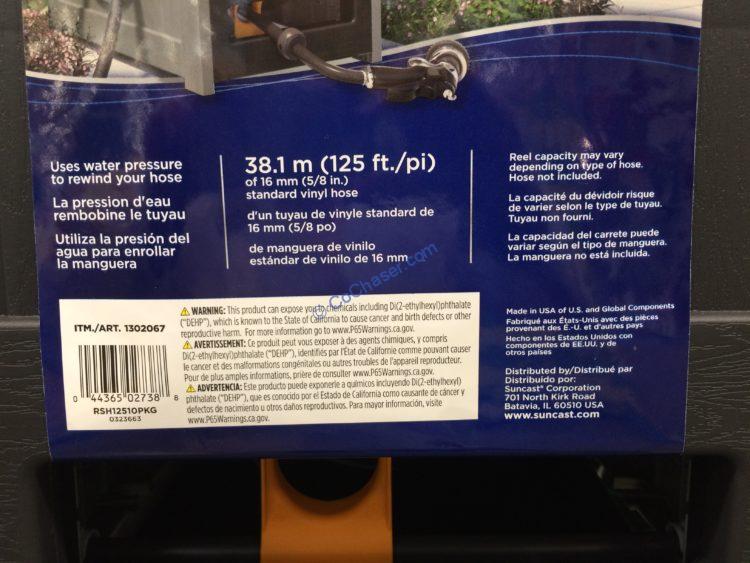 Uses water pressure
to rewind your hose
La pression d'eau
rembobine le tuyau
Utiliza la presión del
agua para enrollar
la manguera
38.1 m (125 ft./pi)
of 16 mm (5/8 in.)
standard vinyl hose
d'un tuyau de vinyle standard de
16 mm (5/8 po)
de manguera de vinilo
estándar de vinilo de 16 mm
Reel capacity may vary
depending on type of hose.
Hose not included.
La capacité du dévidoir risque
de varier selon le type de tuyau.
Tuyau non fourni.
La capacidad del carrete puede
variar según el tipo de manguera.
La manguera no está incluida.
© CoChaser.com
ITM./ART. 1302067
0 44365 02738 8
RSH12510PKG
0323663
⚠ WARNING: This product can expose you to chemicals including Di(2-ethylhexyl)phthalate
("DEHP"), which is known to the State of California to cause cancer and birth defects or other
reproductive harm. For more information go to www.P65Warnings.ca.gov.
⚠ AVERTISSEMENT: Ce produit peut vous exposer à des agents chimiques, y compris
Di(2-ethylhexyl)phthalate ("DEHP"), identifiés par l'État de Californie comme pouvant causer
le cancer et des malformations congénitales ou autres troubles de l'appareil reproducteur.
Pour de plus amples informations, prière de consulter www.P65Warnings.ca.gov.
⚠ ADVERTENCIA: Este producto puede exponerle a químicos incluyendo Di(2-ethylhexyl)
phthalate ("DEHP"), que es conocido por el Estado de California como causante de cáncer y
defectos de nacimiento u otros daños reproductivos. Para mayor información, visite
www.P65Warnings.ca.gov.
Made in USA of U.S. and Global Components
Fabriqué aux États-Unis avec des pièces
provenant des É.-U. et d'autres pays
Hecho en los Estados Unidos con
componentes de EE.UU. y de
otros países
Distributed by/Distribué par
Distribuido por:
Suncast® Corporation
701 North Kirk Road
Batavia, IL 60510 USA
www.suncast.com